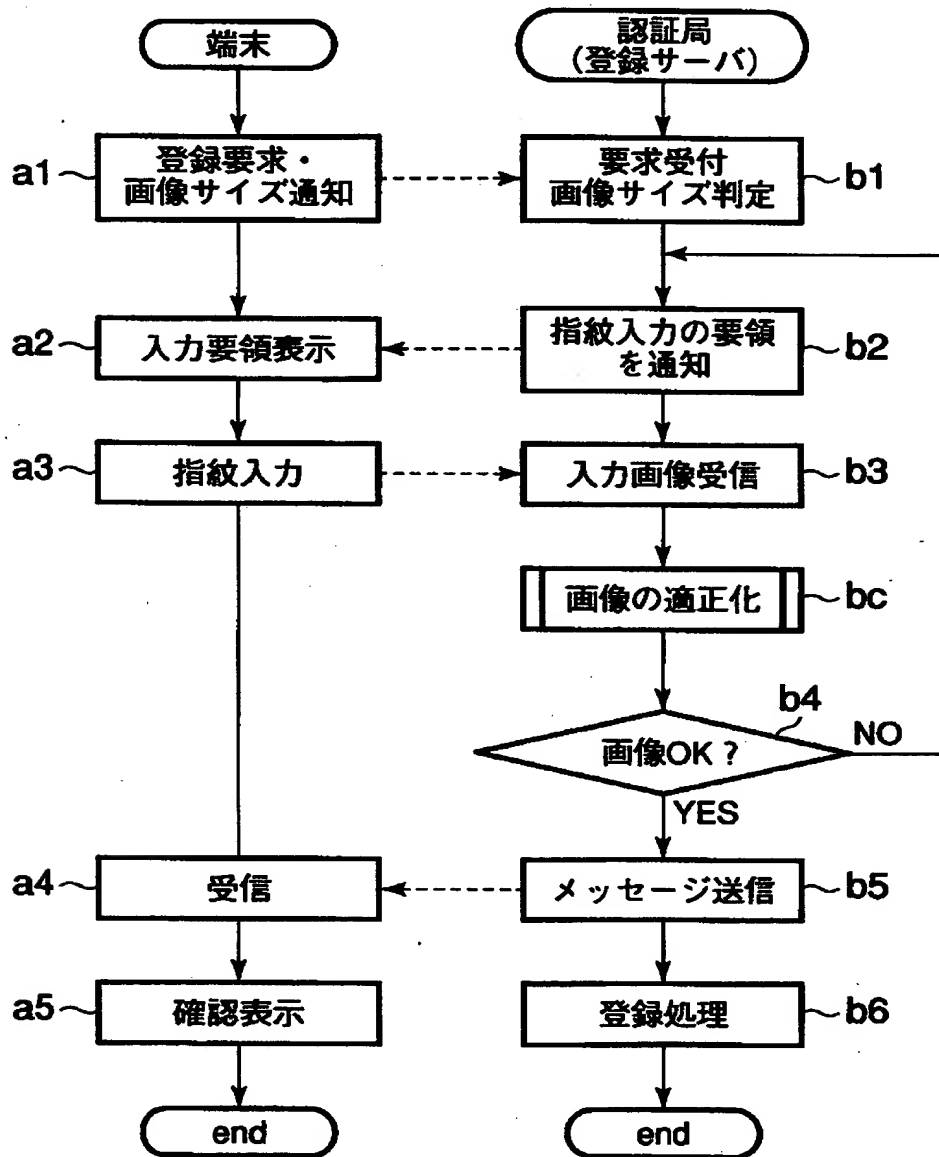 端末
認証局
(登録サーバ)
a1
登録要求・
画像サイズ通知
要求受付
画像サイズ判定
b1
a2
入力要領表示
指紋入力の要領
を通知
b2
a3
指紋入力
入力画像受信
b3
画像の適正化
bc
b4
画像OK?
NO
YES
a4
受信
メッセージ送信
b5
a5
確認表示
登録処理
b6
end
end